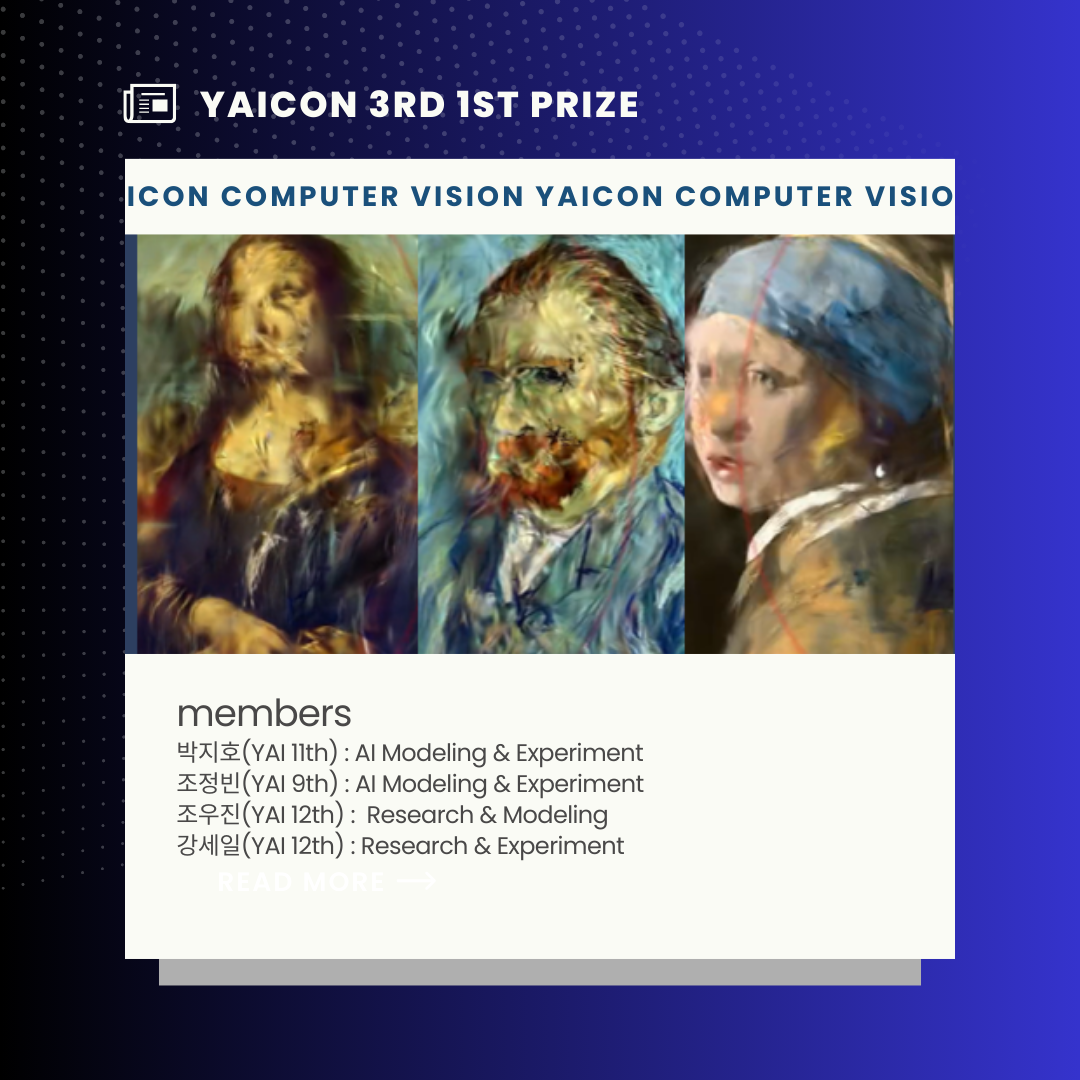 YAICON 3RD 1ST PRIZE
ICON COMPUTER VISION YAICON COMPUTER VISIO
members
박지호(YAI 11th) : AI Modeling & Experiment
조정빈(YAI 9th) : AI Modeling & Experiment
조우진(YAI 12th) : Research & Modeling
강세일(YAI 12th) : Research & Experiment
READ MORE